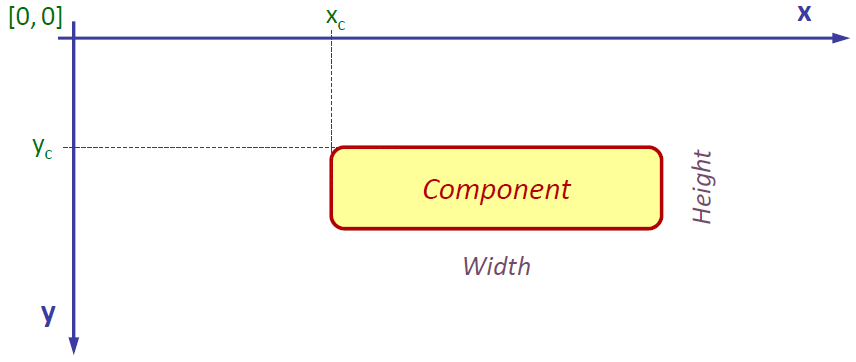 [0, 0]
xc
x
yc
Component
Height
Width
y